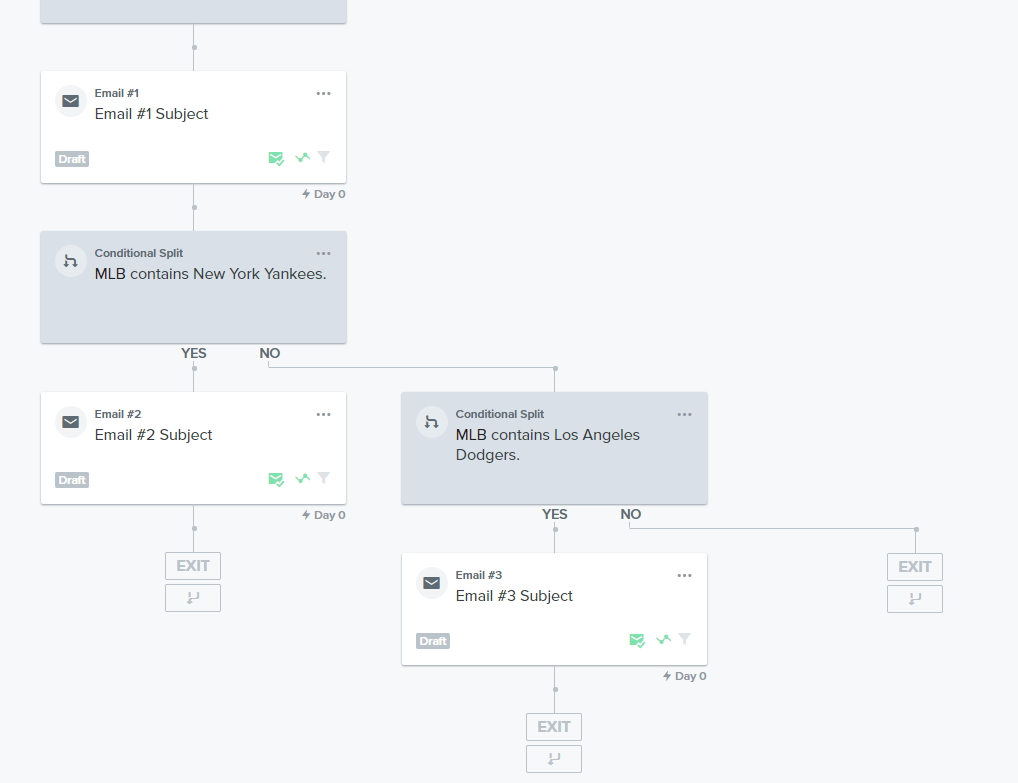 Email #1
Email #1 Subject
Draft
Day 0
Conditional Split
MLB contains New York Yankees.
YES
NO
Email #2
Email #2 Subject
Draft
Day 0
EXIT
Conditional Split
MLB contains Los Angeles
Dodgers.
YES
NO
Email #3
Email #3 Subject
Draft
Day 0
EXIT
EXIT